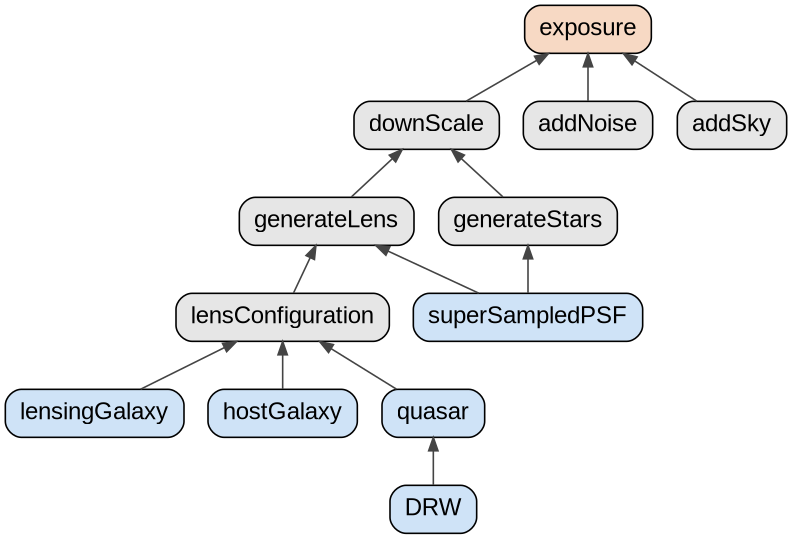 exposure
downScale
addNoise
addSky
generateLens
generateStars
lensConfiguration
superSampledPSF
lensingGalaxy
hostGalaxy
quasar
DRW